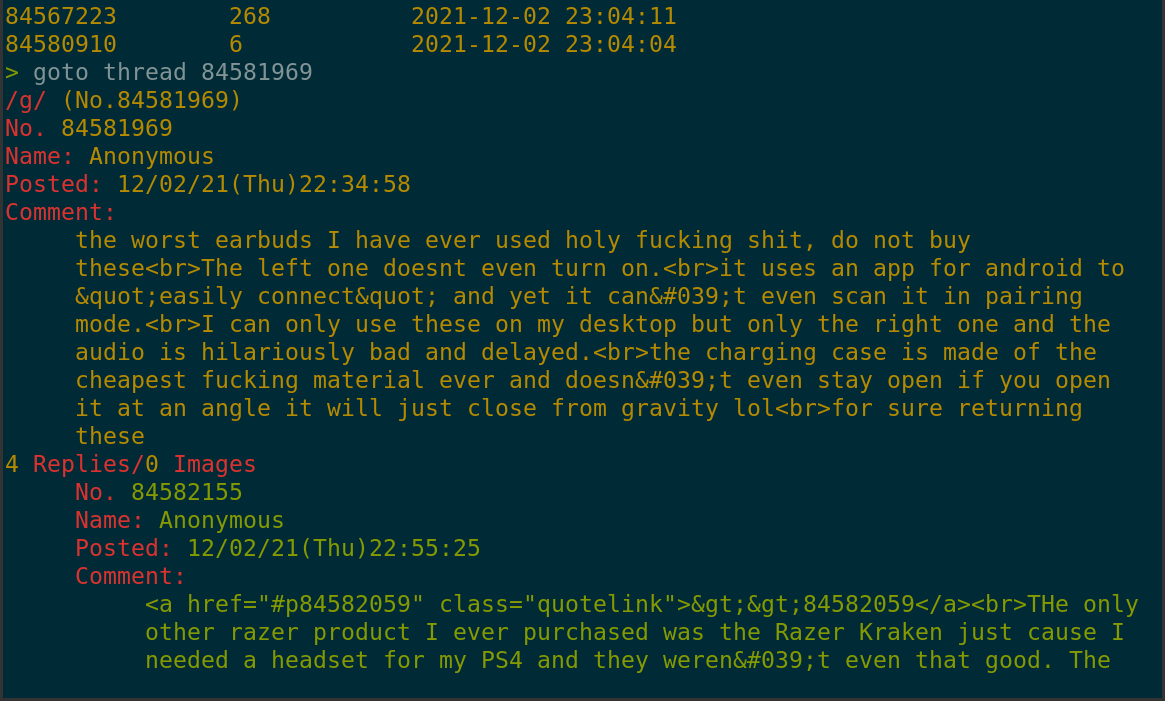 84567223        268          2021-12-02 23:04:11
84580910        6            2021-12-02 23:04:04
> goto thread 84581969
/g/ (No.84581969)
No. 84581969
Name: Anonymous
Posted: 12/02/21(Thu)22:34:58
Comment:
the worst earbuds I have ever used holy fucking shit, do not buy
these<br>The left one doesnt even turn on.<br>it uses an app for android to
&quot;easily connect&quot; and yet it can&#039;t even scan it in pairing
mode.<br>I can only use these on my desktop but only the right one and the
audio is hilariously bad and delayed.<br>the charging case is made of the
cheapest fucking material ever and doesn&#039;t even stay open if you open
it at an angle it will just close from gravity lol<br>for sure returning
these
4 Replies/0 Images
No. 84582155
Name: Anonymous
Posted: 12/02/21(Thu)22:55:25
Comment:
<a href="#p84582059" class="quotelink">&gt;&gt;84582059</a><br>THe only
other razer product I ever purchased was the Razer Kraken just cause I
needed a headset for my PS4 and they weren&#039;t even that good. The